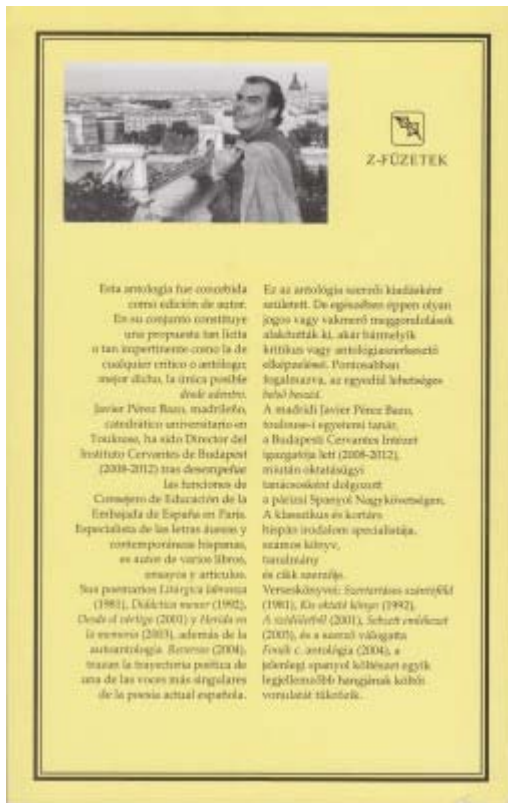 Z-FÜZETEK
Esta antología fue concebida
como edición de autor.
En su conjunto constituye
una propuesta tan lícita
o tan impertinente como la de
cualquier crítico o antólogo;
mejor dicho, la única posible
desde adentro.
Javier Pérez Bazo, madrileño,
catedrático universitario en
Toulouse, ha sido Director del
Instituto Cervantes de Budapest
(2008-2012) tras desempeñar
las funciones de
Consejero de Educación de la
Embajada de España en París.
Especialista de las letras áureas y
contemporáneas hispanas,
es autor de varios libros,
ensayos y artículos.
Sus poemarios Litúrgica labranza
(1981), Didáctica menor (1992),
Desde el vértigo (2001) y Herida en
la memoria (2003), además de la
autoantología Reverso (2004),
trazan la trayectoria poética de
una de las voces más singulares
de la poesía actual española.
Ez az antológia szerzői kiadásként
született. De egészében éppen olyan
jogos vagy vakmerő meggondolások
alakították ki, akár bármelyik
kritikus vagy antológiaszerkesztő
elképzelései. Pontosabban
fogalmazva, az egyedül lehetséges
belső
A madridi Javier Pérez Bazo,
toulouse-i egyetemi tanár,
a Budapesti Cervantes Intézet
igazgatója lett (2008-2012),
miután oktatásügyi
tanácsosként dolgozott
a párizsi Spanyol Nagykövetségen.
A klasszikus és kortárs
hispán irodalom specialistája,
számos könyv,
tanulmány
és cikk szerzője.
Verseskönyvei: Szertartásos szántóföld
(1981), Kis oktató könyv (1992),
A szédületből (2001), Sebzett emlékezet
(2003), és a szerző válogatta
Fonák c. antológia (2004), a
jelenlegi spanyol költészet egyik
legjellemzőbb hangjának költői
vonulatát tükrözik.